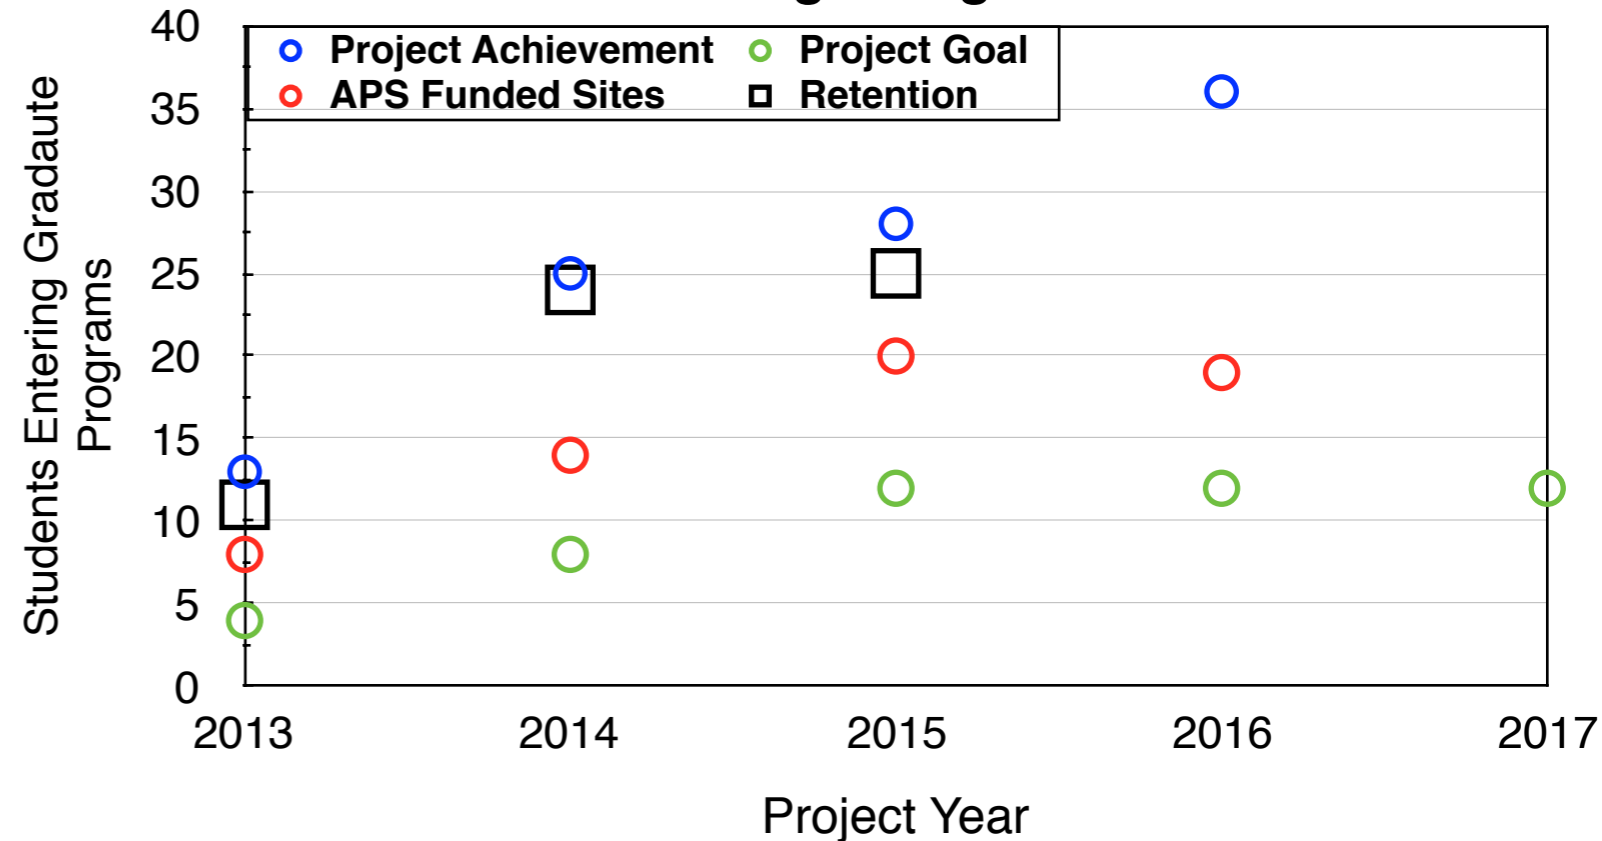 Project Achievement
Project Goal
APS Funded Sites
Retention
40
35
30
25
20
15
10
5
0
Students Entering Gradaute
Programs
2013
2014
2015
2016
2017
Project Year